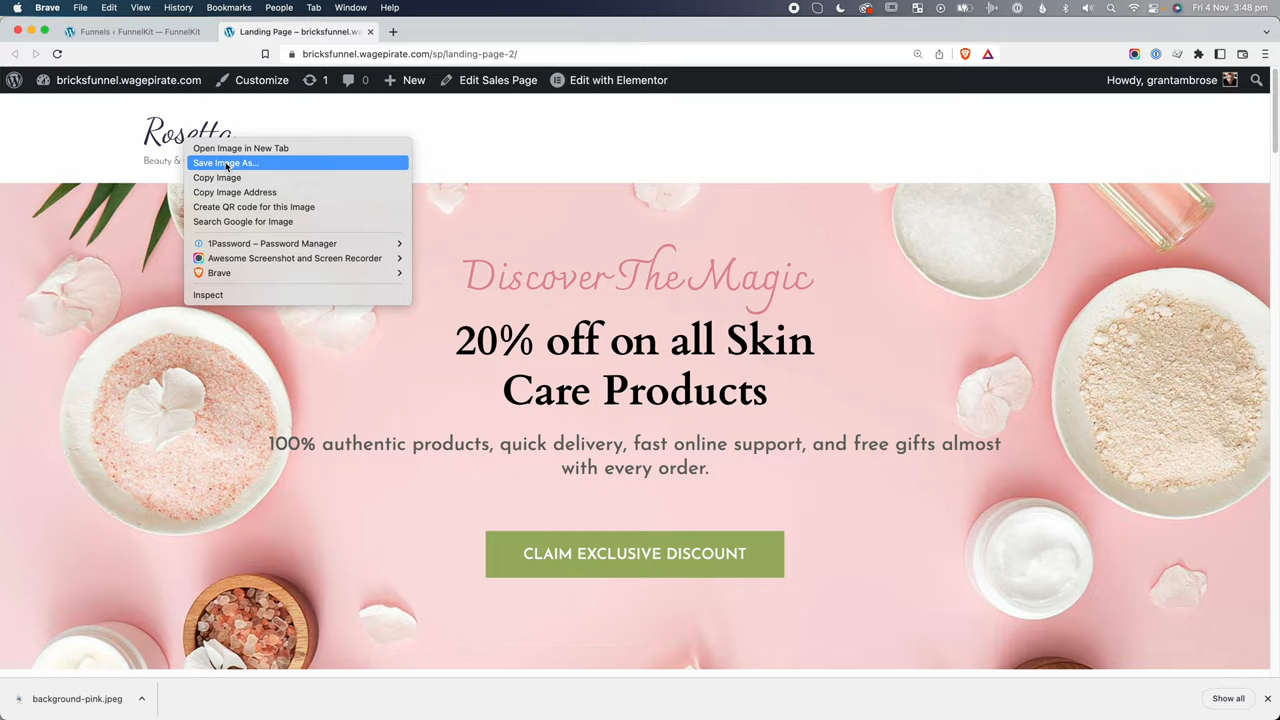 Brave File Edit View History Bookmarks People Tab Window Help
Fri 4 Nov 3:48 pm
Funnels ‹ FunnelKit — FunnelKit
Landing Page – bricksfunnel.wa
bricksfunnel.wagepirate.com/sp/landing-page-2/
bricksfunnel.wagepirate.com Customize 1 0 New Edit Sales Page Edit with Elementor
Howdy, grantambrose
Rosetta
Beauty &
Open Image in New Tab
Save Image As...
Copy Image
Copy Image Address
Create QR code for this Image
Search Google for Image
1Password – Password Manager
Awesome Screenshot and Screen Recorder
Brave
Inspect
Discover The Magic
20% off on all Skin
Care Products
100% authentic products, quick delivery, fast online support, and free gifts almost
with every order.
CLAIM EXCLUSIVE DISCOUNT
background-pink.jpeg
Show all